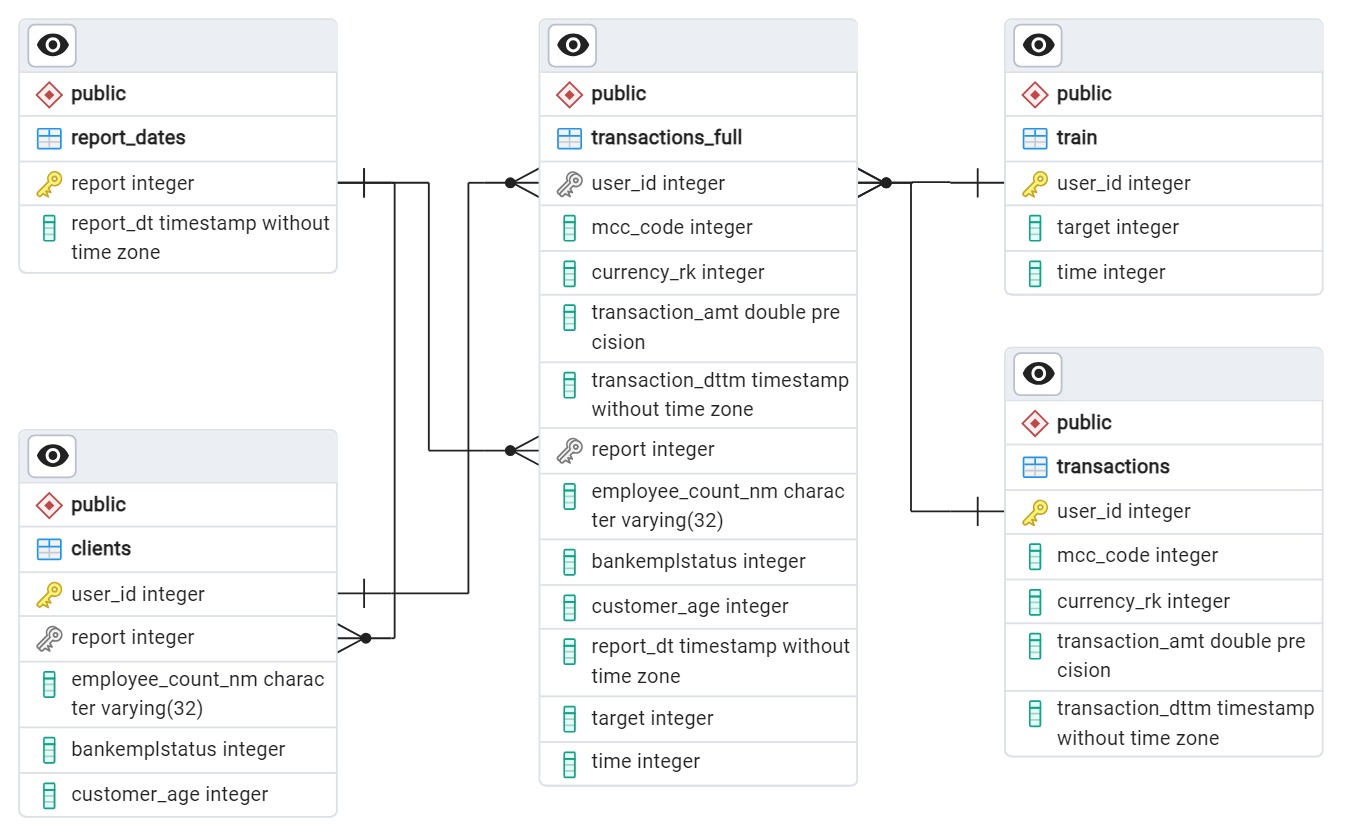 public
report_dates
report integer
report_dt timestamp without
time zone
public
clients
user_id integer
report integer
employee_count_nm charac
ter varying(32)
bankemplstatus integer
customer_age integer
public
transactions_full
user_id integer
mcc_code integer
currency_rk integer
transaction_amt double pre
cision
transaction_dttm timestamp
without time zone
report integer
employee_count_nm charac
ter varying(32)
bankemplstatus integer
customer_age integer
report_dt timestamp without
time zone
target integer
time integer
public
train
user_id integer
target integer
time integer
public
transactions
user_id integer
mcc_code integer
currency_rk integer
transaction_amt double pre
cision
transaction_dttm timestamp
without time zone